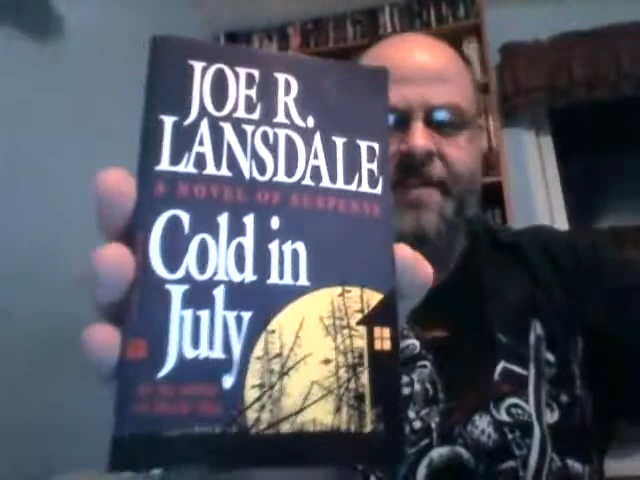 JOE R.
LANSDALE
A NOVEL OF SUSPENSE
Cold in
July